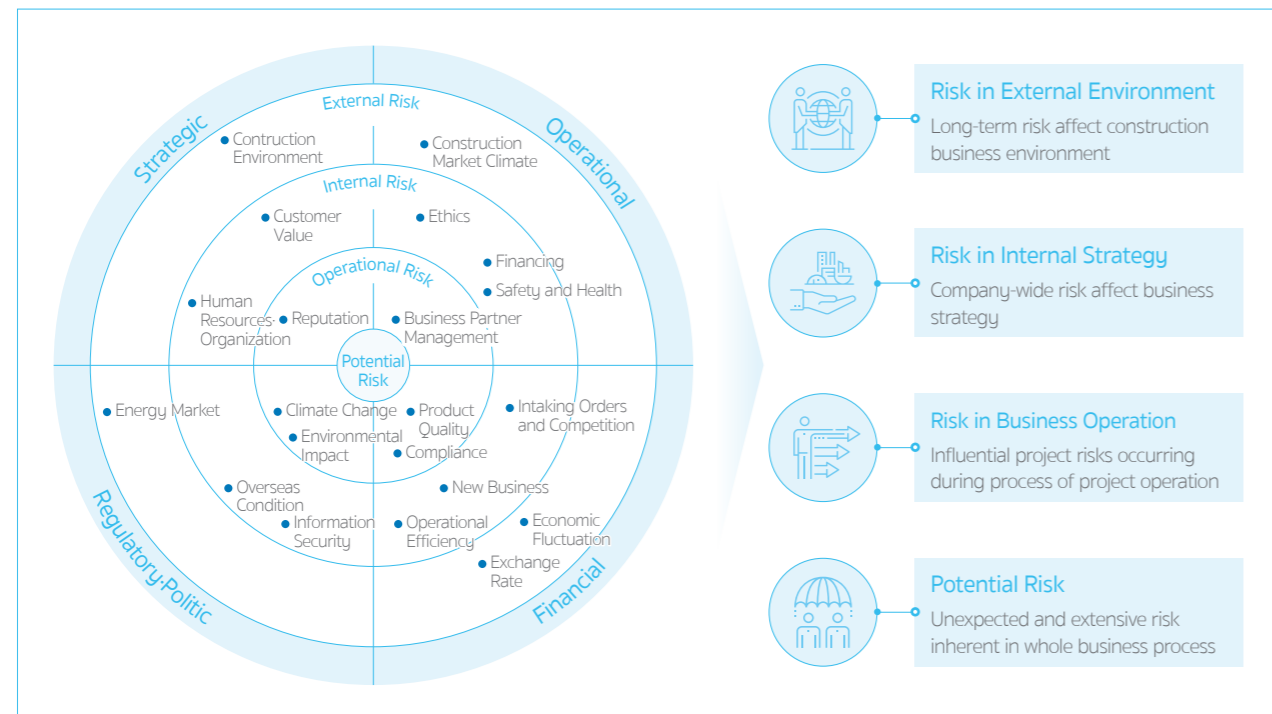 External Risk
Strategic
Operational
Contruction
Environment
Construction
Market Climate
Internal Risk
Customer
Value
Ethics
Operational Risk
Financing
Safety and Health
Human
Resources·
Organization
Reputation
Business Partner
Management
Potential
Risk
Energy Market
Climate Change
Product
Quality
Intaking Orders
and Competition
Environmental
Impact
Compliance
Overseas
Condition
New Business
Information
Security
Operational
Efficiency
Economic
Fluctuation
Exchange
Rate
Regulatory·Politic
Financial
Risk in External Environment
Long-term risk affect construction
business environment
Risk in Internal Strategy
Company-wide risk affect business
strategy
Risk in Business Operation
Influential project risks occurring
during process of project operation
Potential Risk
Unexpected and extensive risk
inherent in whole business process